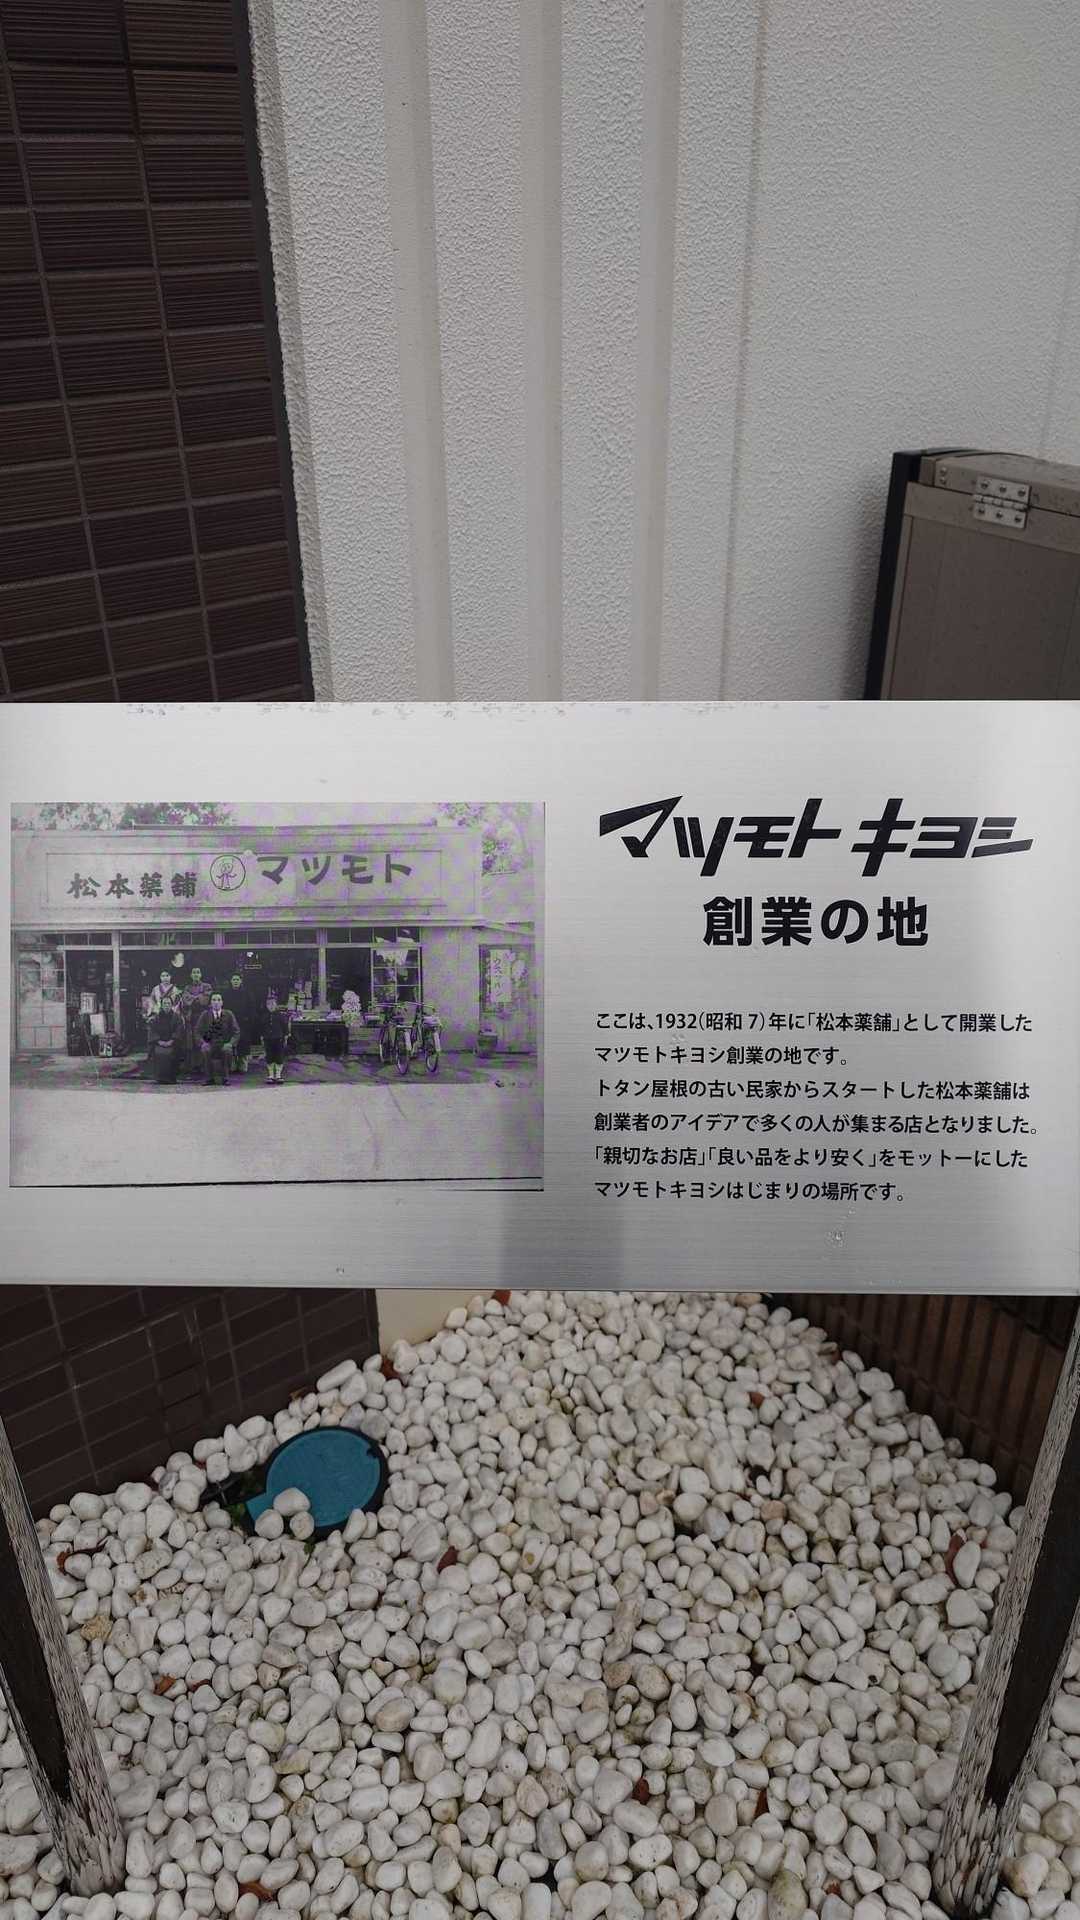 松本薬舗 マツモト
マツモト キヨシ
創業の地
ここは、1932(昭和 7)年に「松本薬舗」として開業した
マツモトキヨシ創業の地です。
トタン屋根の古い民家からスタートした松本薬舗は
創業者のアイデアで多くの人が集まる店となりました。
「親切なお店」「良い品をより安く」をモットーにした
マツモトキヨシはじまりの場所です。